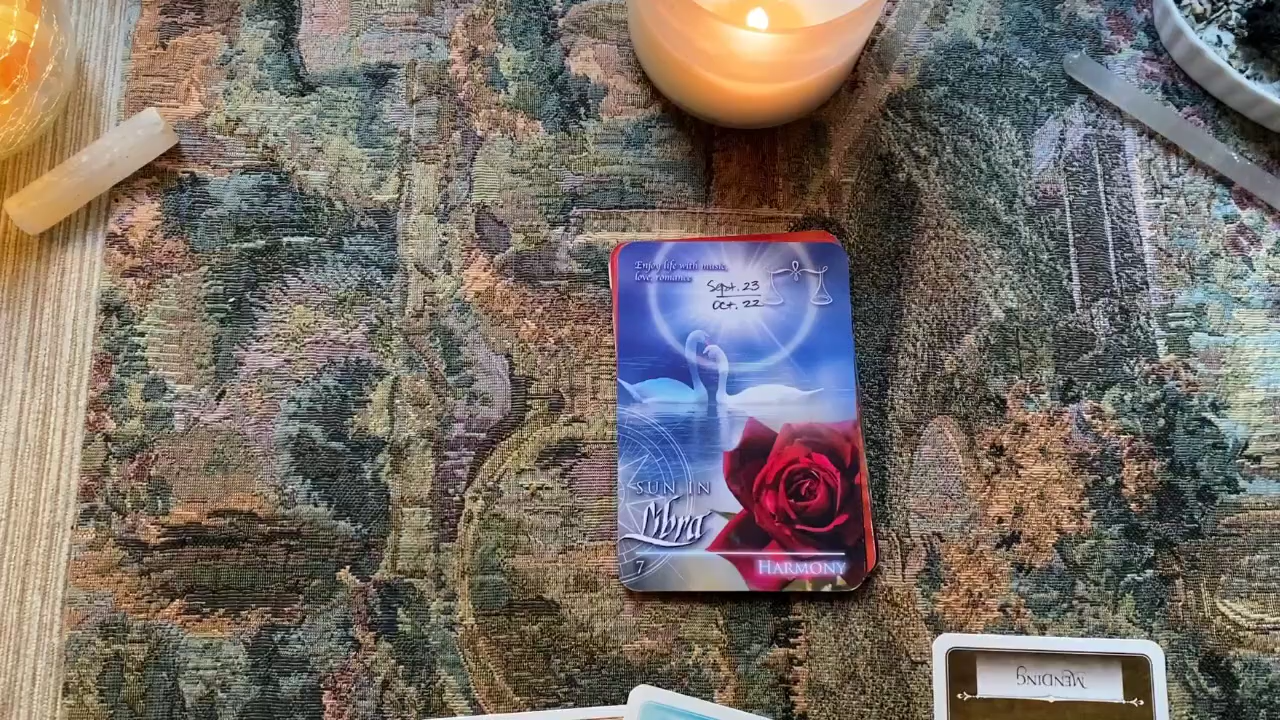 Enjoy life with music,
love, romance
Sept. 23
Oct. 22
SUN IN
Libra
7
HARMONY
MENDING